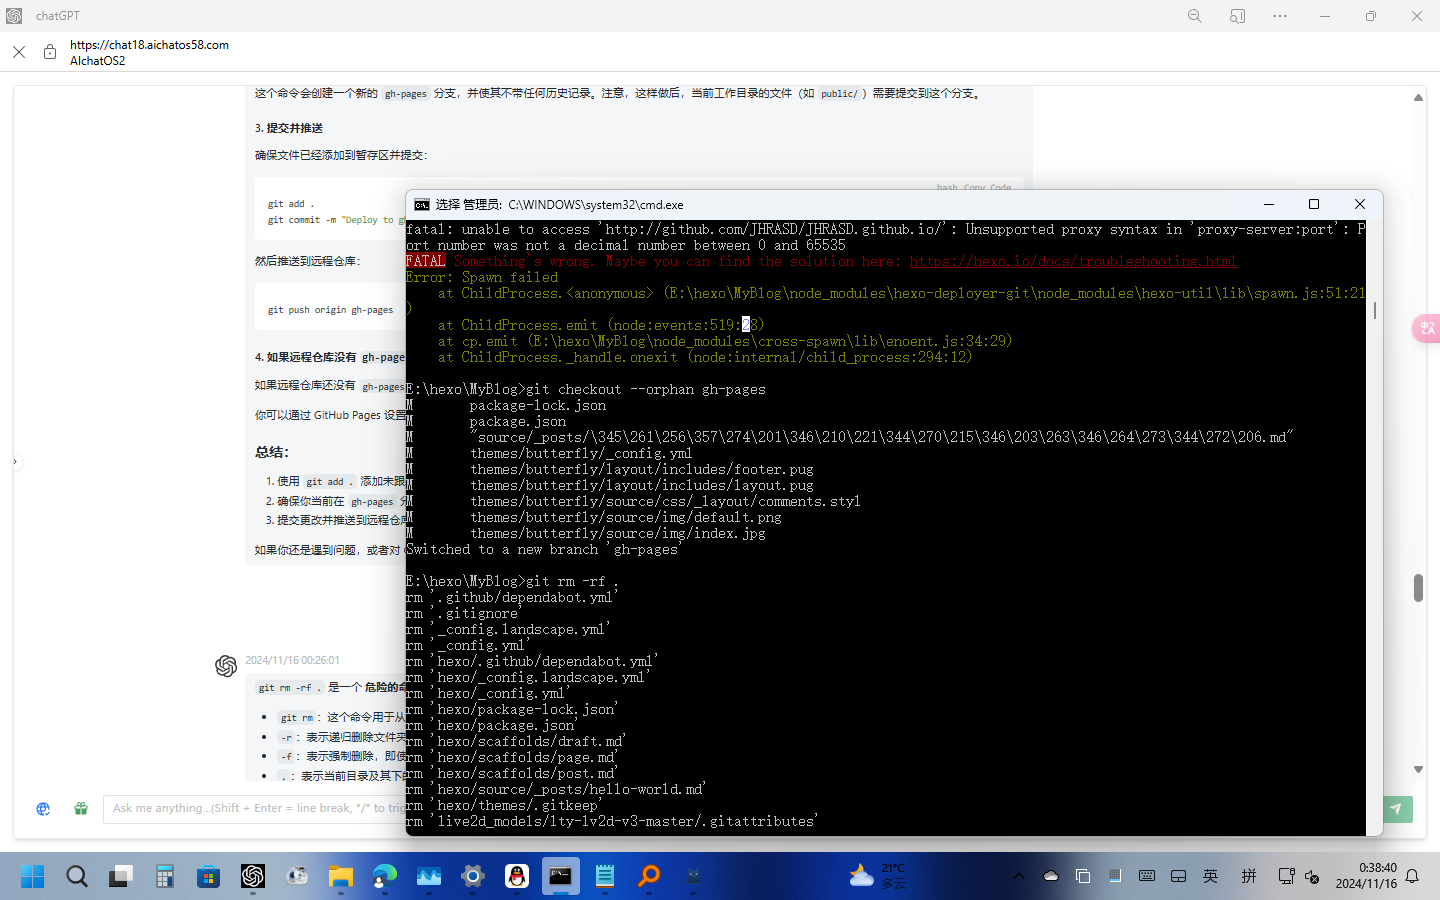 chatGPT
https://chat18.aichatos58.com
AIchatOS2
这个命令会创建一个新的 gh-pages 分支，并使其不带任何历史记录。注意，这样做后，当前工作目录的文件（如 public/ ）需要提交到这个分支。
3. 提交并推送
确保文件已经添加到暂存区并提交：
bash Copy Code
git add .
git commit -m "Deploy to gh
然后推送到远程仓库：
git push origin gh-pages
4. 如果远程仓库没有 gh-page
如果远程仓库还没有 gh-pages
你可以通过 GitHub Pages 设置
总结：
1. 使用 git add . 添加未跟
2. 确保你当前在 gh-pages 分
3. 提交更改并推送到远程仓库
如果你还是遇到问题，或者对
2024/11/16 00:26:01
git rm -rf . 是一个 危险的命
git rm ：这个命令用于从
-r ：表示递归删除文件夹
-f ：表示强制删除，即使
. ：表示当前目录及其下的
Ask me anything...(Shift + Enter = line break, "/" to trig
选择 管理员: C:\WINDOWS\system32\cmd.exe
fatal: unable to access 'http://github.com/JHRASD/JHRASD.github.io/': Unsupported proxy syntax in 'proxy-server:port': P
ort number was not a decimal number between 0 and 65535
FATAL Something's wrong. Maybe you can find the solution here: https://hexo.io/docs/troubleshooting.html
Error: Spawn failed
at ChildProcess.<anonymous> (E:\hexo\MyBlog\node_modules\hexo-deployer-git\node_modules\hexo-util\lib\spawn.js:51:21
)
at ChildProcess.emit (node:events:519:28)
at cp.emit (E:\hexo\MyBlog\node_modules\cross-spawn\lib\enoent.js:34:29)
at ChildProcess._handle.onexit (node:internal/child_process:294:12)
E:\hexo\MyBlog>git checkout --orphan gh-pages
M package-lock.json
M package.json
M "source/_posts/\345\261\256\357\274\201\346\210\221\344\270\215\346\203\263\346\264\273\344\272\206.md"
M themes/butterfly/_config.yml
M themes/butterfly/layout/includes/footer.pug
M themes/butterfly/layout/includes/layout.pug
M themes/butterfly/source/css/_layout/comments.styl
M themes/butterfly/source/img/default.png
M themes/butterfly/source/img/index.jpg
Switched to a new branch 'gh-pages'
E:\hexo\MyBlog>git rm -rf .
rm '.github/dependabot.yml'
rm '.gitignore'
rm '_config.landscape.yml'
rm '_config.yml'
rm 'hexo/.github/dependabot.yml'
rm 'hexo/_config.landscape.yml'
rm 'hexo/_config.yml'
rm 'hexo/package-lock.json'
rm 'hexo/package.json'
rm 'hexo/scaffolds/draft.md'
rm 'hexo/scaffolds/page.md'
rm 'hexo/scaffolds/post.md'
rm 'hexo/source/_posts/hello-world.md'
rm 'hexo/themes/.gitkeep'
rm 'live2d_models/lty-lv2d-v3-master/.gitattributes'
21°C
多云
英
拼
0:38:40
2024/11/16